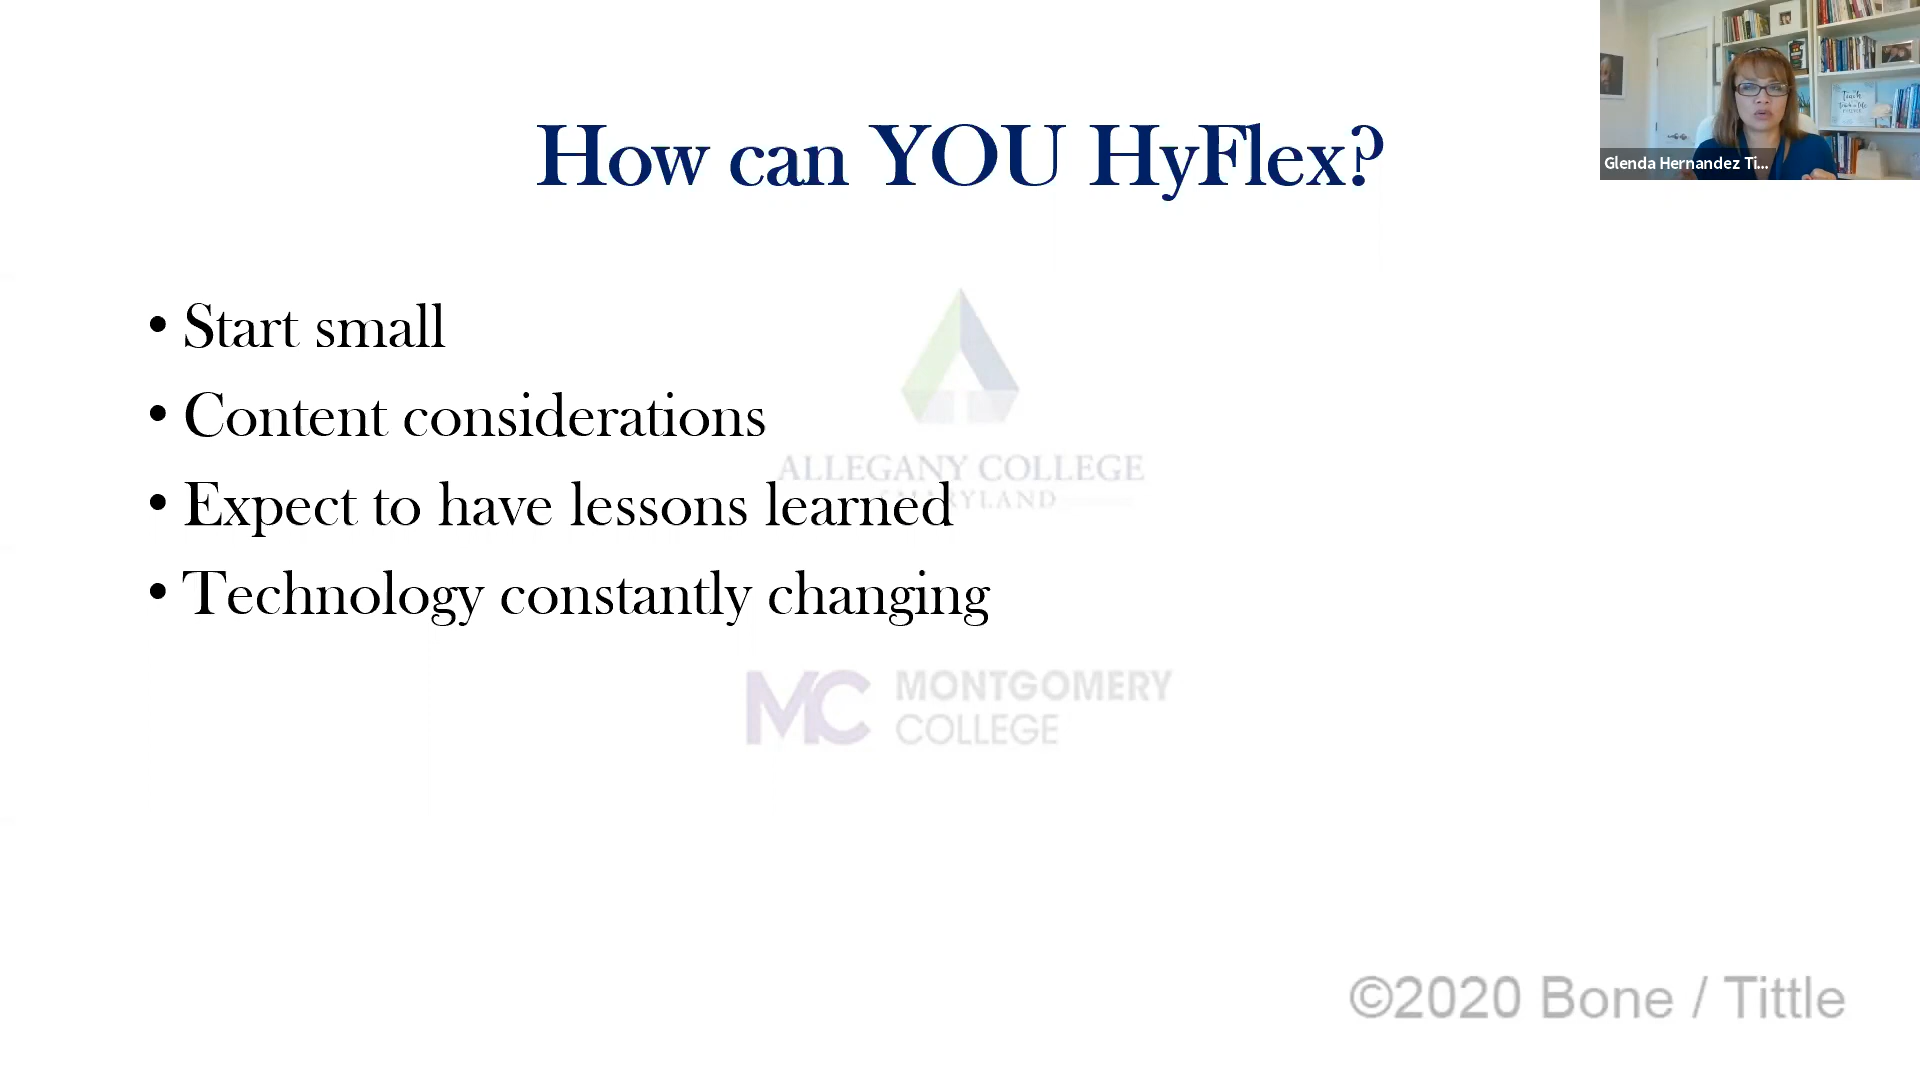 How can YOU HyFlex?
Glenda Hernandez Ti...
• Start small
• Content considerations
• Expect to have lessons learned
• Technology constantly changing
ALLEGANY COLLEGE
MARYLAND
MC MONTGOMERY
COLLEGE
©2020 Bone / Tittle